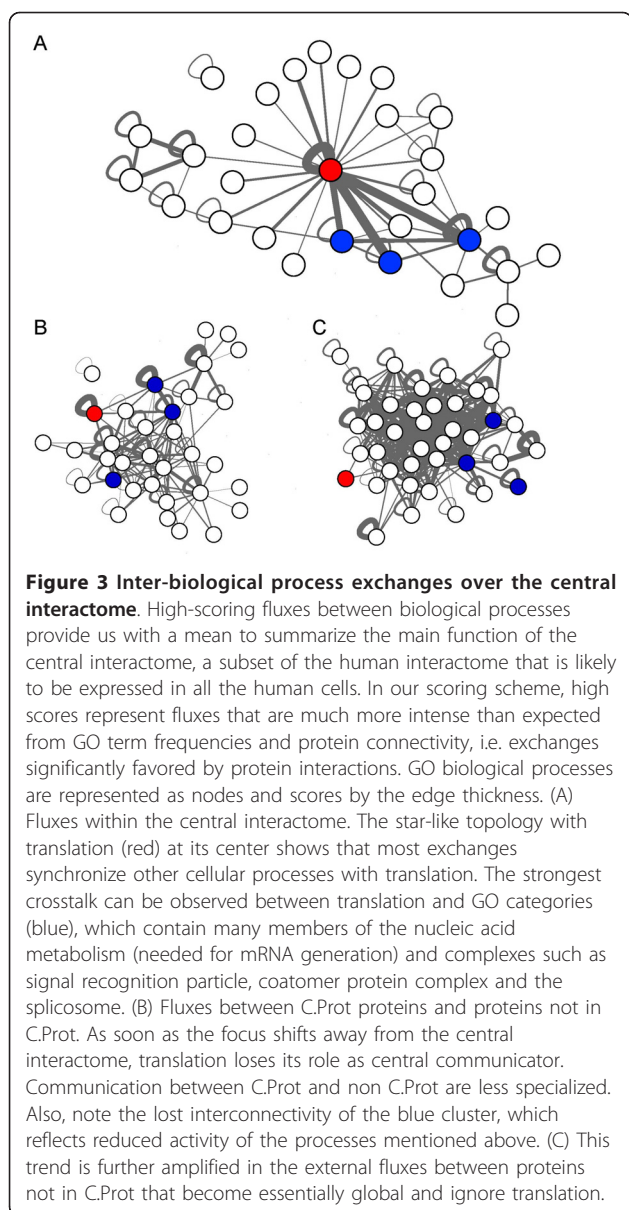 A
B
C
Figure 3 Inter-biological process exchanges over the central
interactome. High-scoring fluxes between biological processes
provide us with a mean to summarize the main function of the
central interactome, a subset of the human interactome that is likely
to be expressed in all the human cells. In our scoring scheme, high
scores represent fluxes that are much more intense than expected
from GO term frequencies and protein connectivity, i.e. exchanges
significantly favored by protein interactions. GO biological processes
are represented as nodes and scores by the edge thickness. (A)
Fluxes within the central interactome. The star-like topology with
translation (red) at its center shows that most exchanges
synchronize other cellular processes with translation. The strongest
crosstalk can be observed between translation and GO categories
(blue), which contain many members of the nucleic acid
metabolism (needed for mRNA generation) and complexes such as
signal recognition particle, coatomer protein complex and the
splicosome. (B) Fluxes between C.Prot proteins and proteins not in
C.Prot. As soon as the focus shifts away from the central
interactome, translation loses its role as central communicator.
Communication between C.Prot and non C.Prot are less specialized.
Also, note the lost interconnectivity of the blue cluster, which
reflects reduced activity of the processes mentioned above. (C) This
trend is further amplified in the external fluxes between proteins
not in C.Prot that become essentially global and ignore translation.